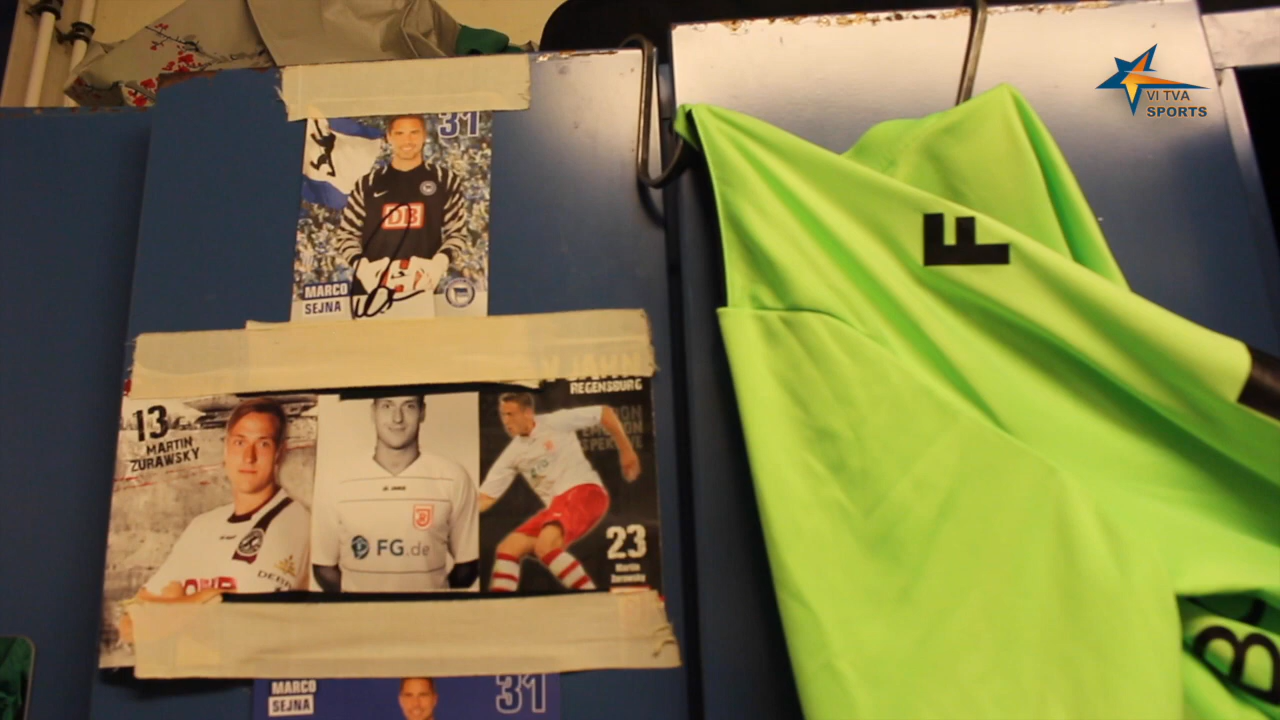 VI TVA
SPORTS
31
DB
MARCO
SEJNA
F
JAHN
REGENSBURG
13
MARTIN
ZURAWSKY
FG.de
23
Martin
Zurawsky
B
MARCO
SEJNA
31